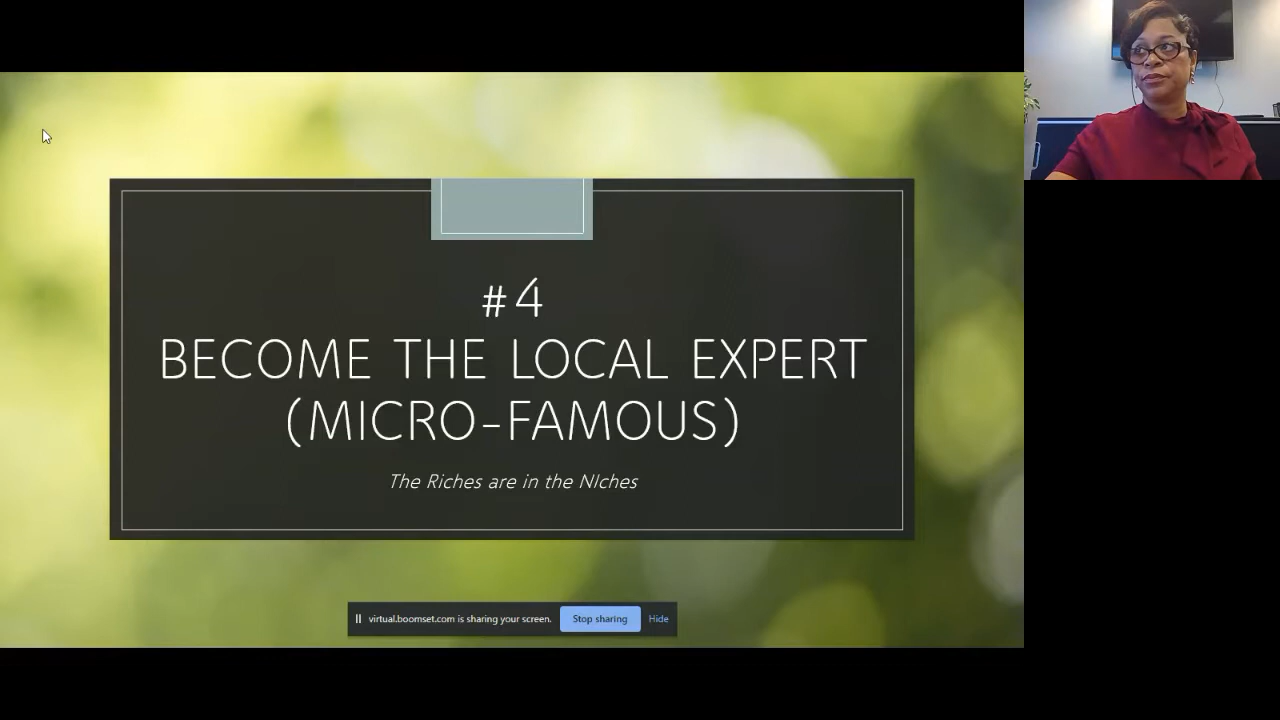 #4
BECOME THE LOCAL EXPERT
(MICRO-FAMOUS)
The Riches are in the NIches
virtual.boomset.com is sharing your screen. Stop sharing Hide